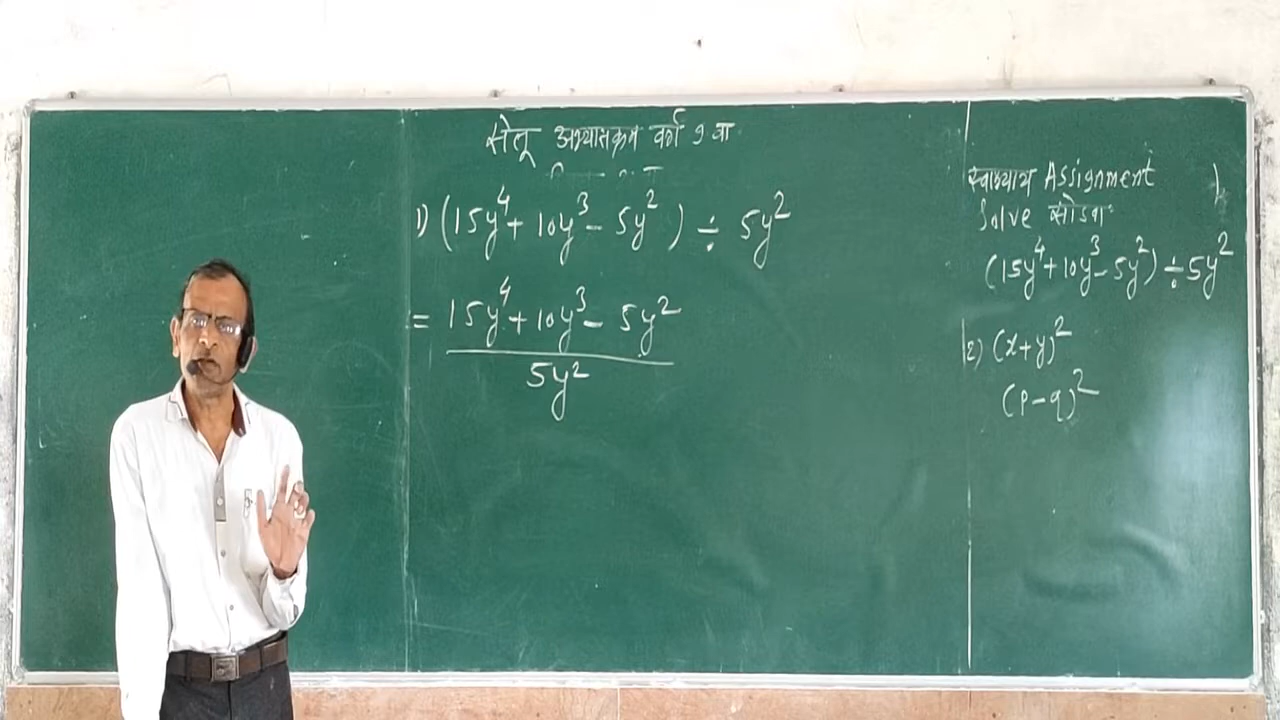 सेतू अभ्यासक्रम वर्ग 9 वा
1) (15y⁴ + 10y³ - 5y²) ÷ 5y²
= 15y⁴ + 10y³ - 5y²
5y²
स्वाध्याय Assignment 1)
Solve सोडवा
(15y⁴ + 10y³ - 5y²) ÷ 5y²
2) (x+y)²
(p-q)²